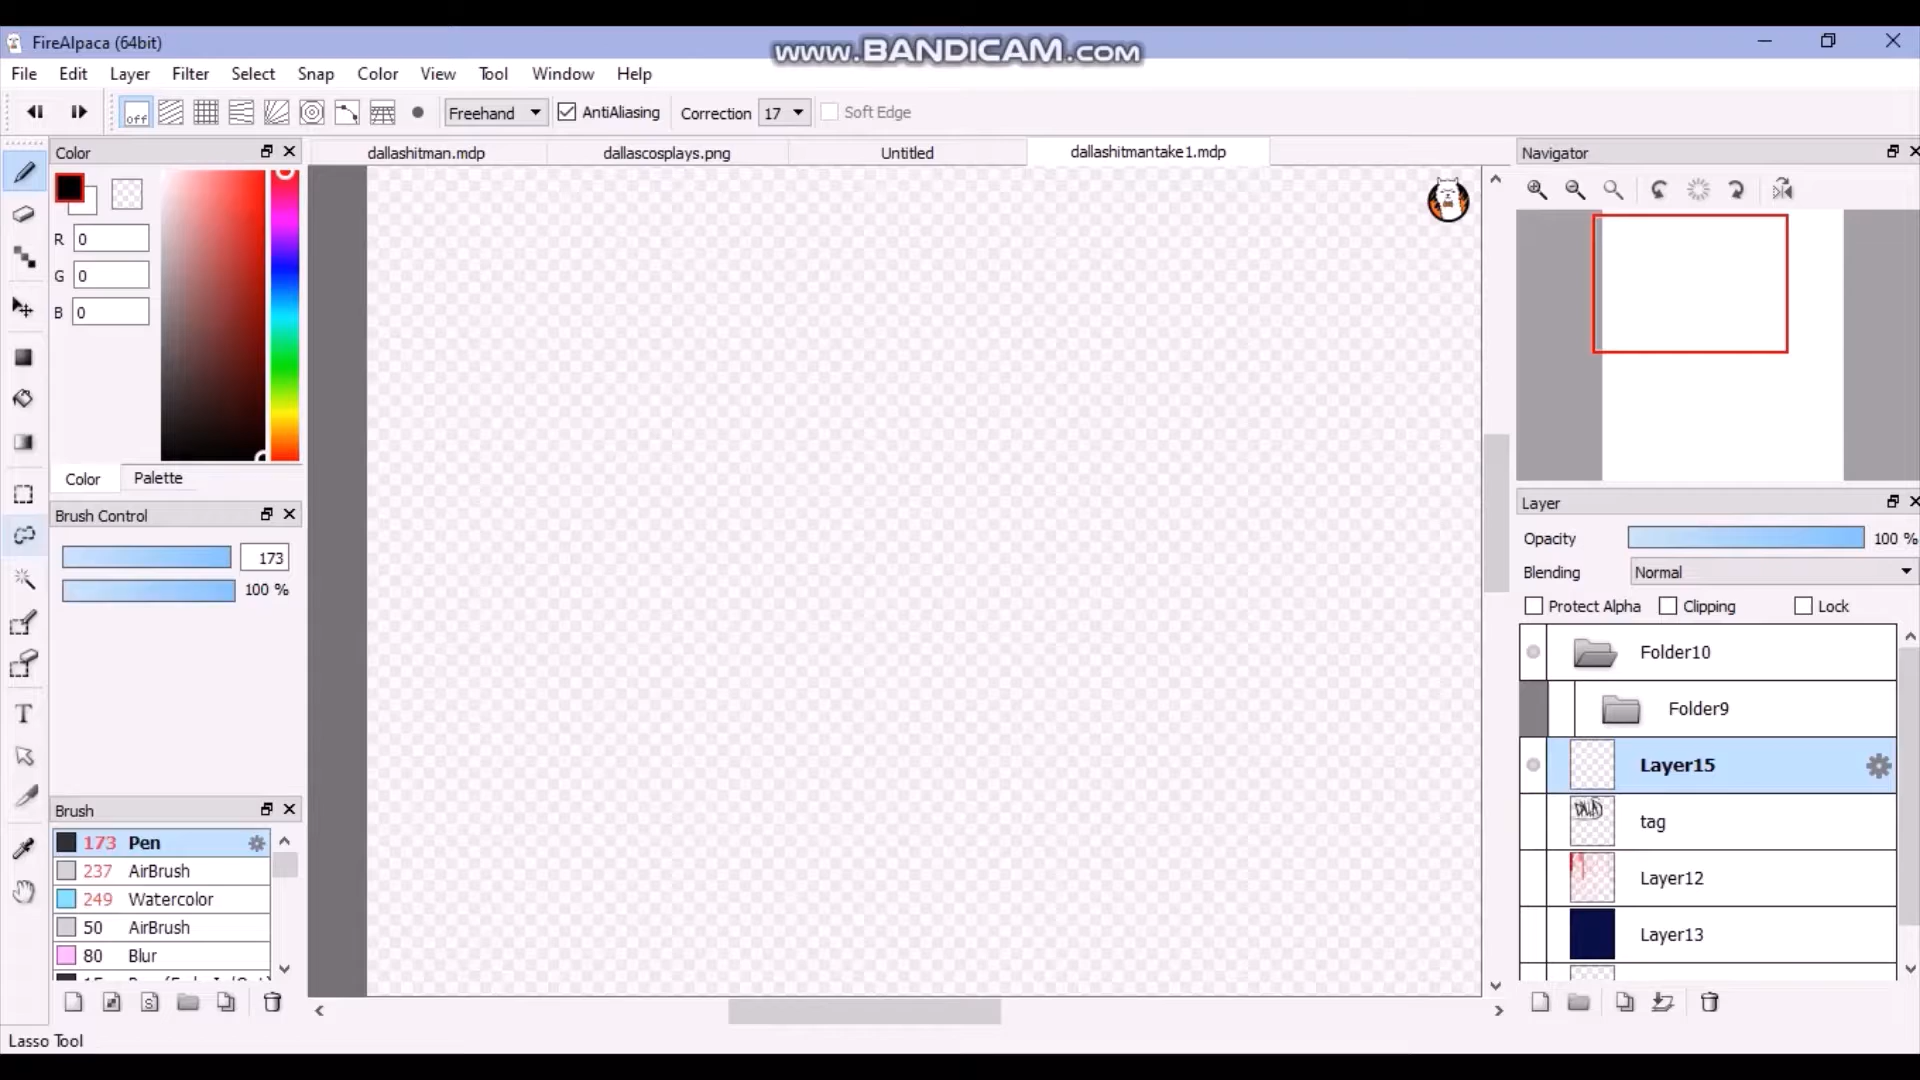 FireAlpaca (64bit)
www.BANDICAM.com
File Edit Layer Filter Select Snap Color View Tool Window Help
off Freehand AntiAliasing Correction 17 Soft Edge
Color
dallashitman.mdp dallascosplays.png Untitled dallashitmantake1.mdp
Navigator
R 0
G 0
B 0
Color Palette
Brush Control
173
100 %
Layer
Opacity 100 %
Blending Normal
Protect Alpha Clipping Lock
Folder10
Folder9
Layer15
tag
Layer12
Layer13
T
Brush
173 Pen
237 AirBrush
249 Watercolor
50 AirBrush
80 Blur
S
Lasso Tool